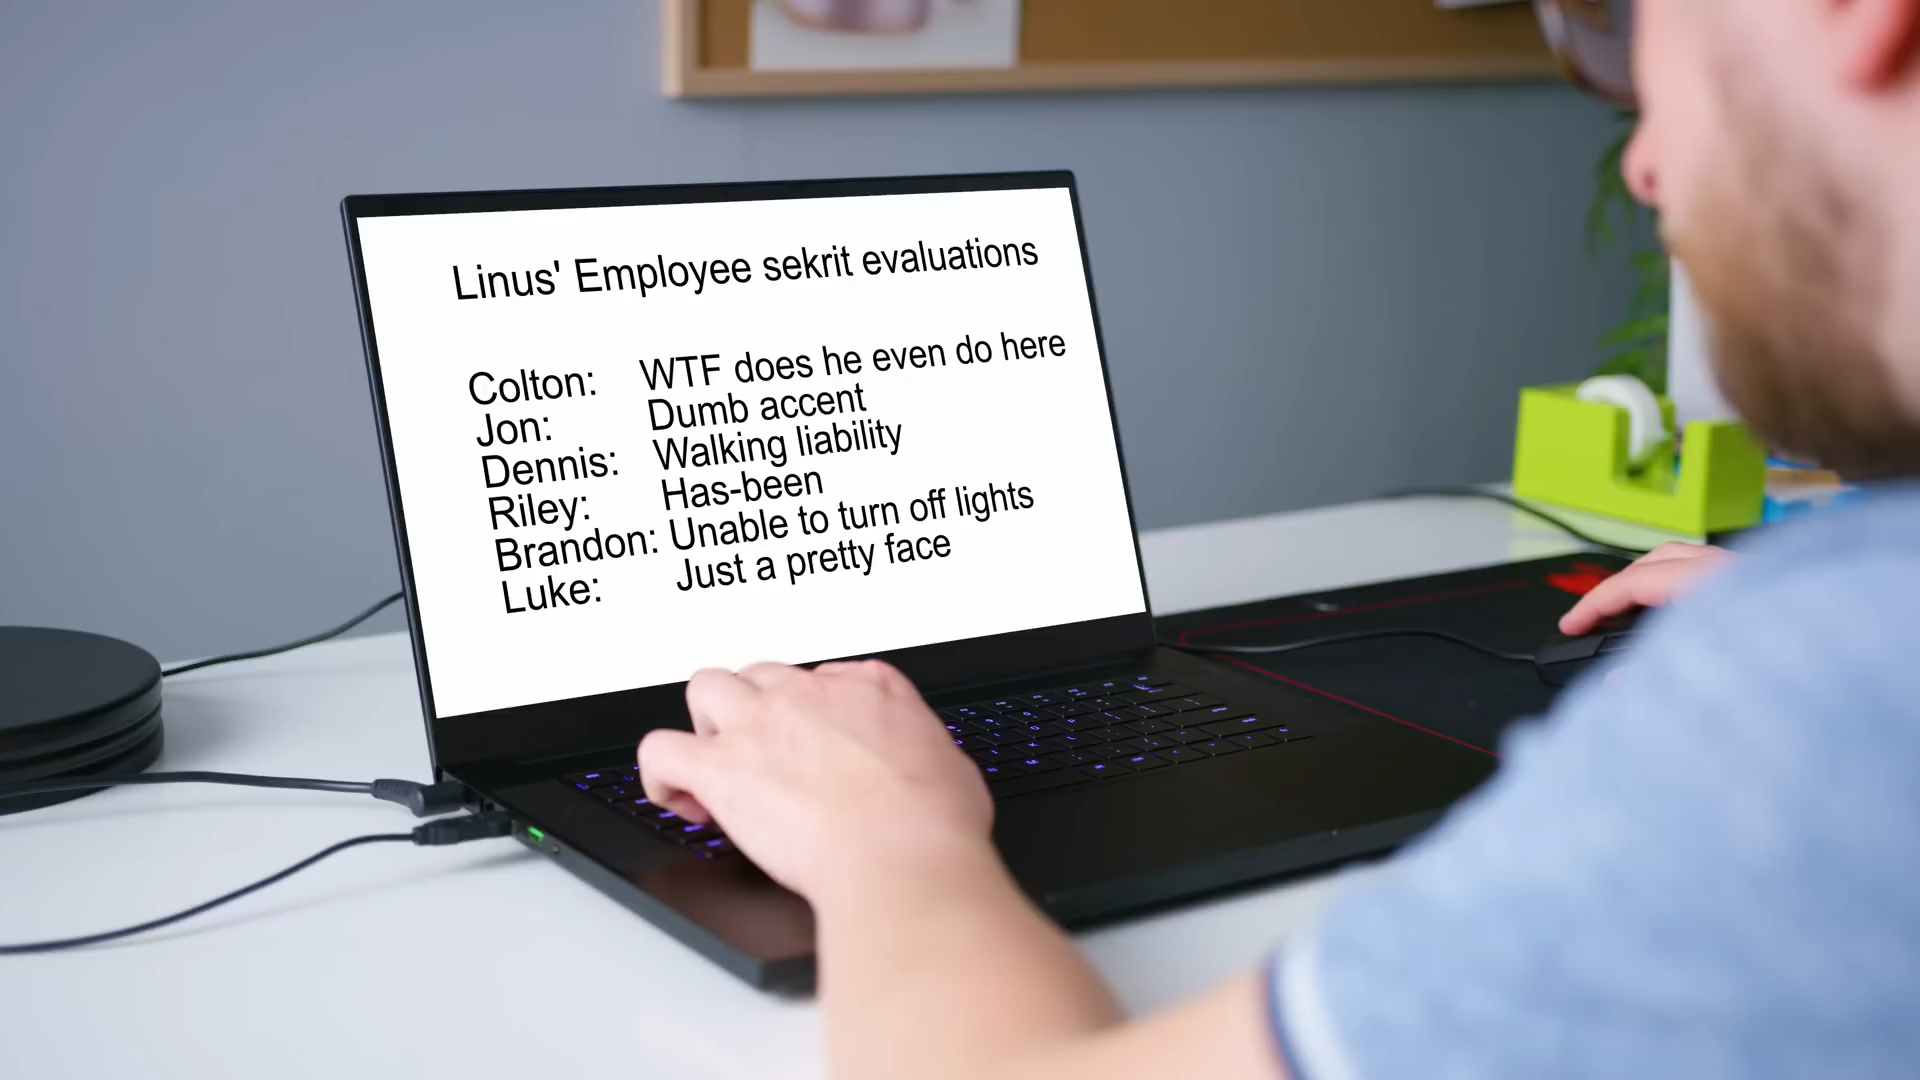 Linus' Employee sekrit evaluations
Colton: WTF does he even do here
Jon: Dumb accent
Dennis: Walking liability
Riley: Has-been
Brandon: Unable to turn off lights
Luke: Just a pretty face